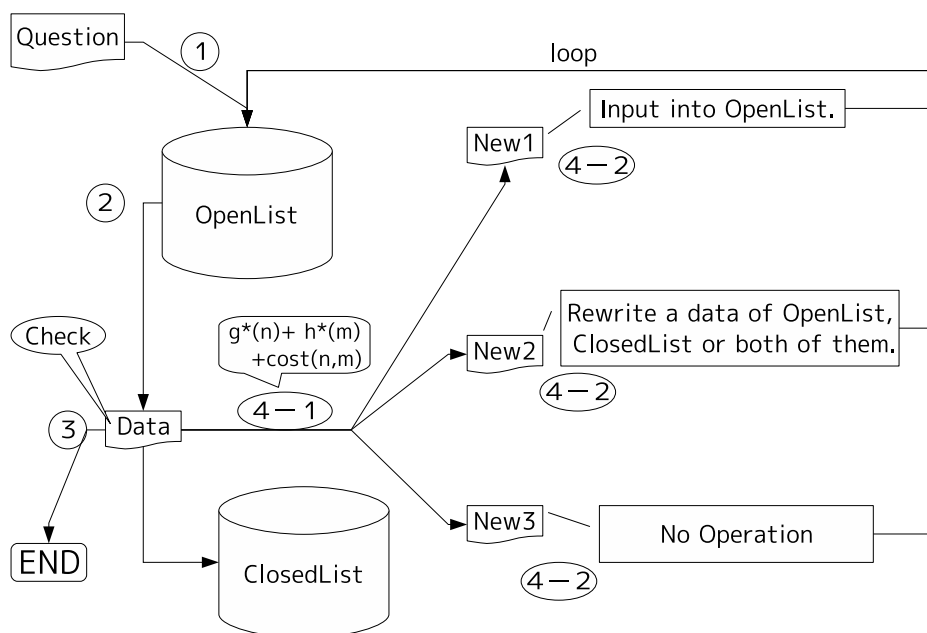 Question
①
loop
Input into OpenList.
New1
4－2
②
OpenList
Check
g*(n)+ h*(m)
+cost(n,m)
4－1
New2
Rewrite a data of OpenList,
ClosedList or both of them.
4－2
③
Data
END
ClosedList
New3
No Operation
4－2